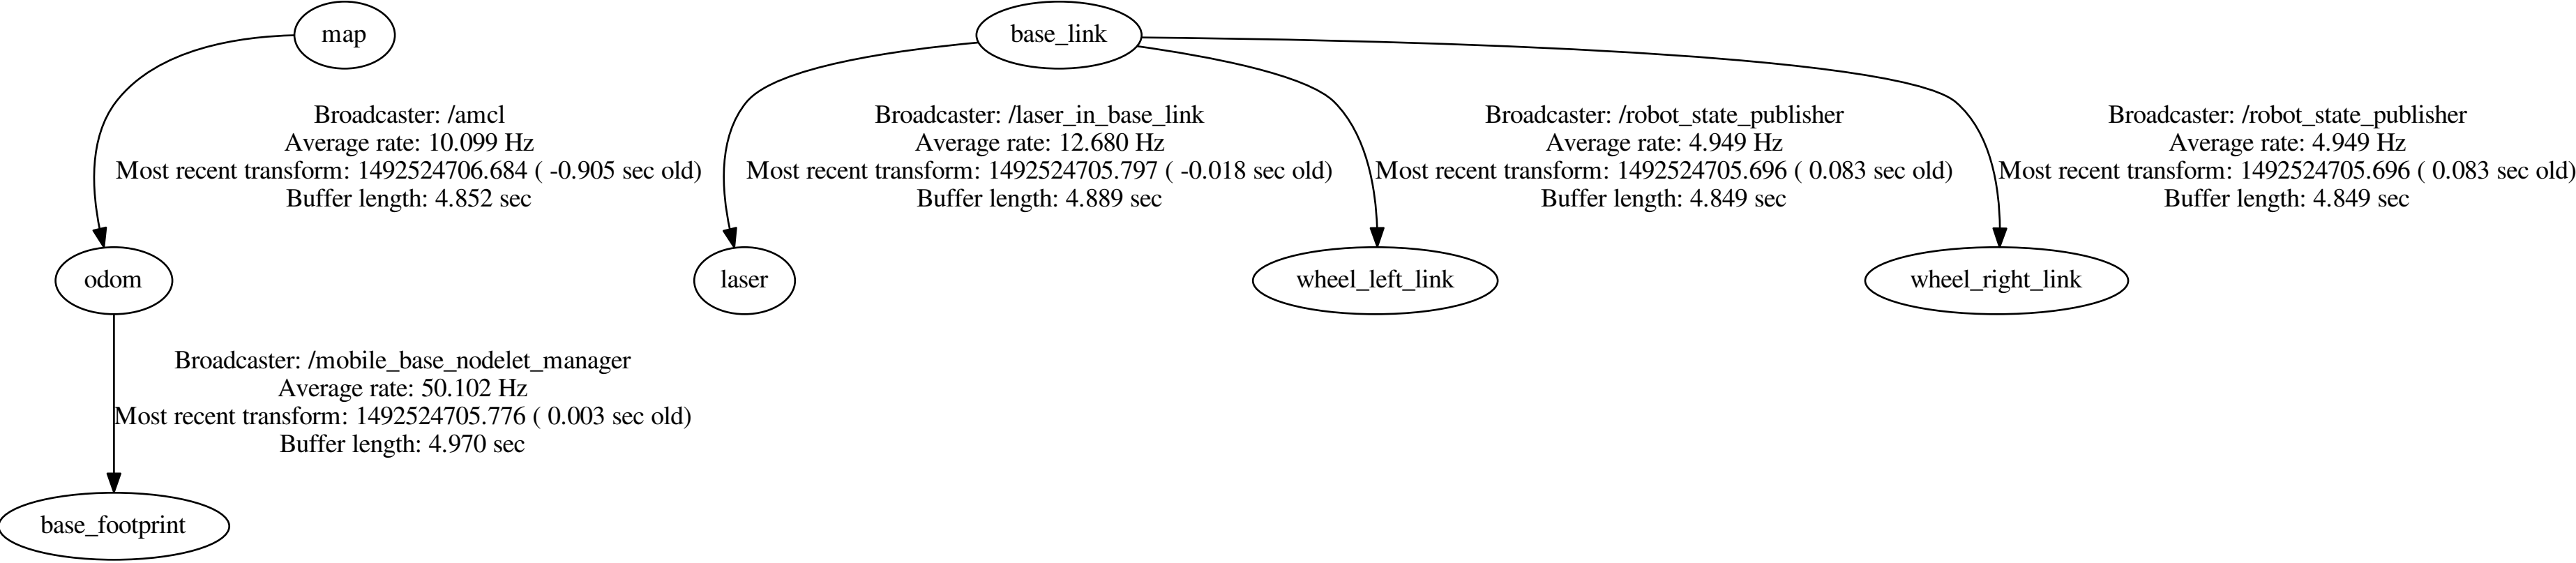 map
base_link
Broadcaster: /amcl
Average rate: 10.099 Hz
Most recent transform: 1492524706.684 ( -0.905 sec old)
Buffer length: 4.852 sec
Broadcaster: /laser_in_base_link
Average rate: 12.680 Hz
Most recent transform: 1492524705.797 ( -0.018 sec old)
Buffer length: 4.889 sec
Broadcaster: /robot_state_publisher
Average rate: 4.949 Hz
Most recent transform: 1492524705.696 ( 0.083 sec old)
Buffer length: 4.849 sec
Broadcaster: /robot_state_publisher
Average rate: 4.949 Hz
Most recent transform: 1492524705.696 ( 0.083 sec old)
Buffer length: 4.849 sec
odom
laser
wheel_left_link
wheel_right_link
Broadcaster: /mobile_base_nodelet_manager
Average rate: 50.102 Hz
Most recent transform: 1492524705.776 ( 0.003 sec old)
Buffer length: 4.970 sec
base_footprint